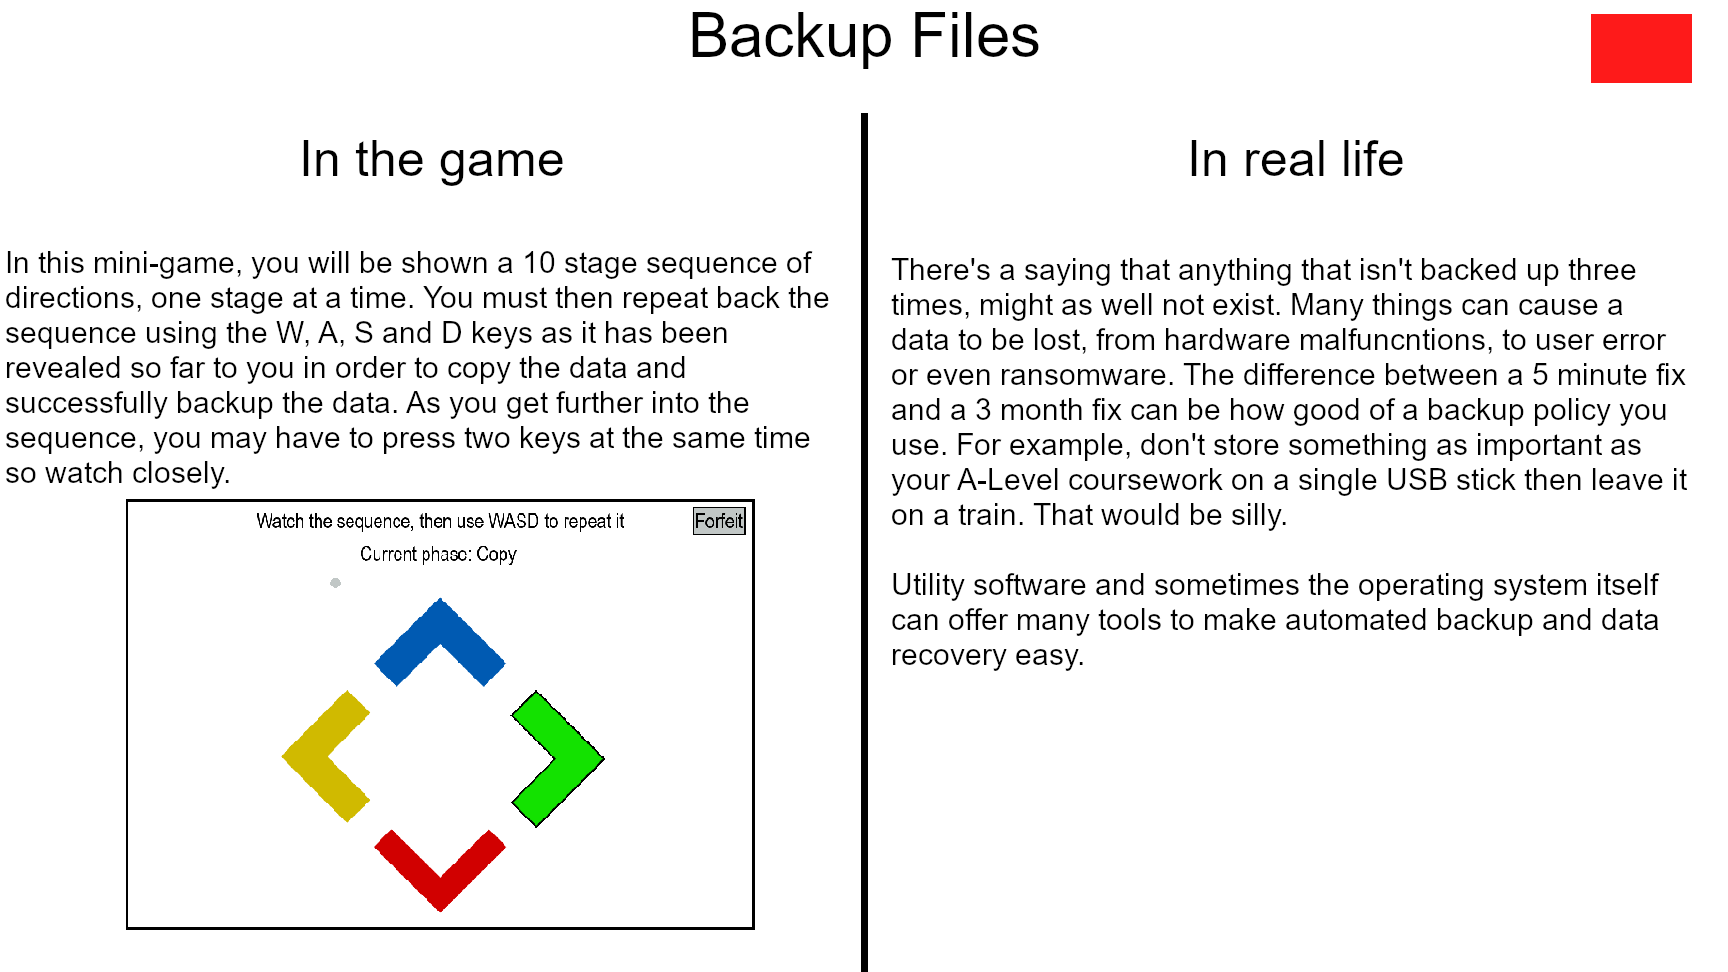 Backup Files
In the game
In this mini-game, you will be shown a 10 stage sequence of
directions, one stage at a time. You must then repeat back the
sequence using the W, A, S and D keys as it has been
revealed so far to you in order to copy the data and
successfully backup the data. As you get further into the
sequence, you may have to press two keys at the same time
so watch closely.
Watch the sequence, then use WASD to repeat it
Forfeit
Current phase: Copy
In real life
There's a saying that anything that isn't backed up three
times, might as well not exist. Many things can cause a
data to be lost, from hardware malfuncntions, to user error
or even ransomware. The difference between a 5 minute fix
and a 3 month fix can be how good of a backup policy you
use. For example, don't store something as important as
your A-Level coursework on a single USB stick then leave it
on a train. That would be silly.
Utility software and sometimes the operating system itself
can offer many tools to make automated backup and data
recovery easy.